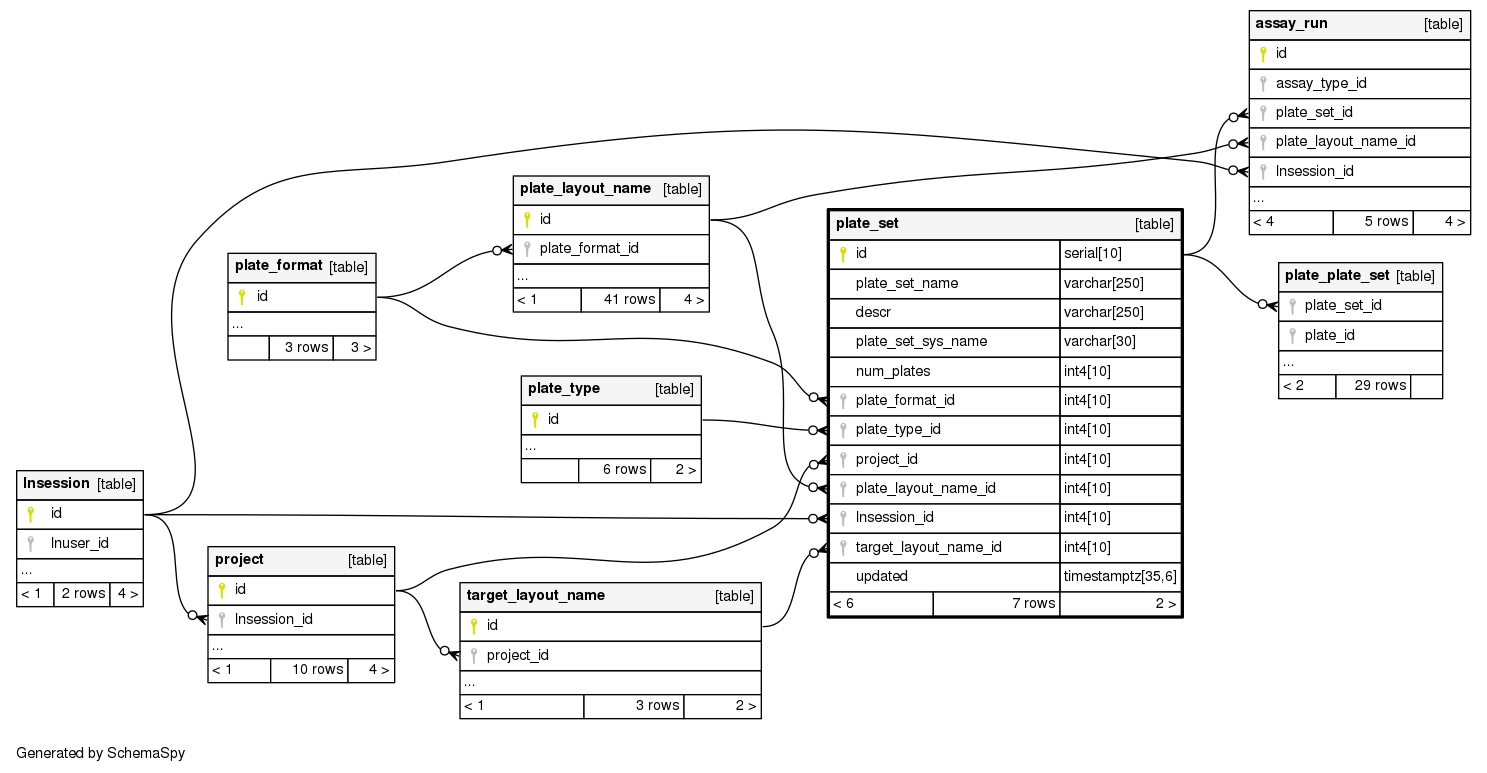 assay_run [table]
id
assay_type_id
plate_set_id
plate_layout_name_id
lnsession_id
...
< 4 5 rows 4 >
plate_layout_name [table]
id
plate_format_id
...
< 1 41 rows 4 >
plate_set [table]
id serial[10]
plate_set_name varchar[250]
descr varchar[250]
plate_set_sys_name varchar[30]
num_plates int4[10]
plate_format_id int4[10]
plate_type_id int4[10]
project_id int4[10]
plate_layout_name_id int4[10]
lnsession_id int4[10]
target_layout_name_id int4[10]
updated timestamptz[35,6]
< 6 7 rows 2 >
plate_format [table]
id
...
3 rows 3 >
plate_plate_set [table]
plate_set_id
plate_id
...
< 2 29 rows
plate_type [table]
id
...
6 rows 2 >
lnsession [table]
id
lnuser_id
...
< 1 2 rows 4 >
project [table]
id
lnsession_id
...
< 1 10 rows 4 >
target_layout_name [table]
id
project_id
...
< 1 3 rows 2 >
Generated by SchemaSpy